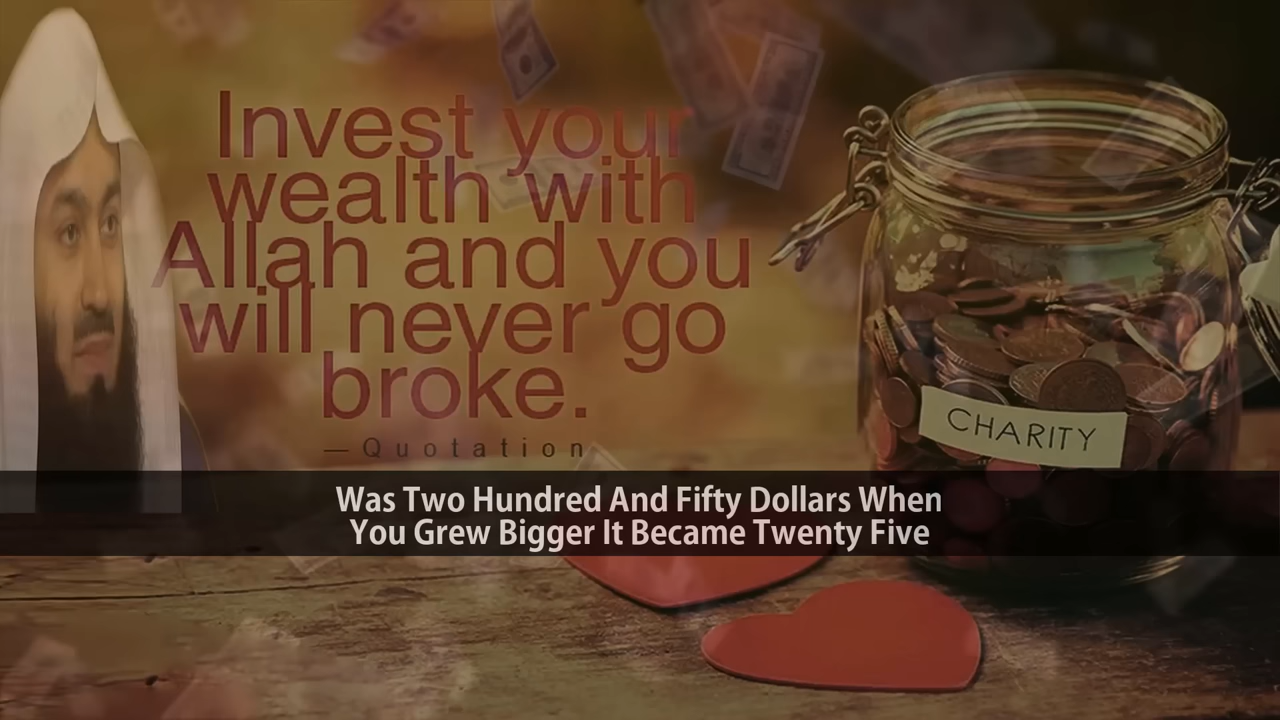 Invest your
wealth with
Allah and you
will never go
broke.
— Quotation
CHARITY
Was Two Hundred And Fifty Dollars When
You Grew Bigger It Became Twenty Five